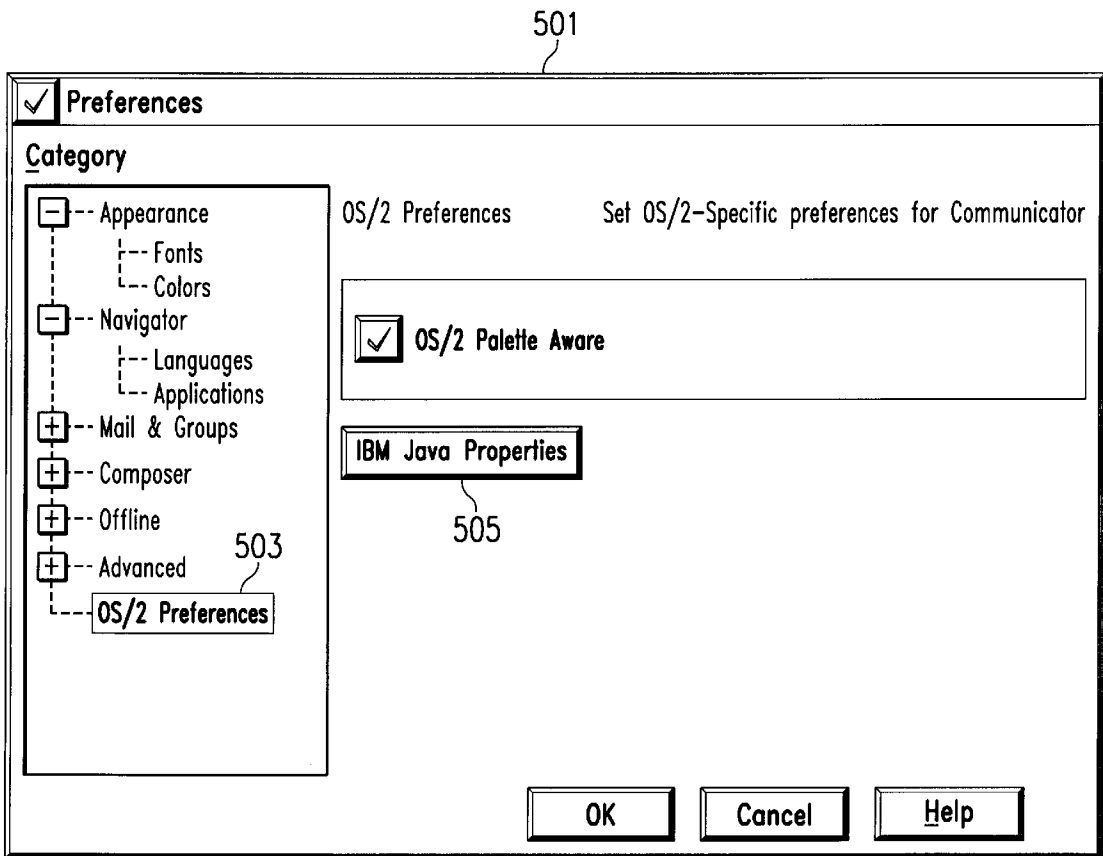 501
Preferences
Category
Appearance
Fonts
Colors
Navigator
Languages
Applications
Mail & Groups
Composer
Offline
Advanced
503
OS/2 Preferences
OS/2 Preferences Set OS/2-Specific preferences for Communicator
OS/2 Palette Aware
IBM Java Properties
505
OK Cancel Help